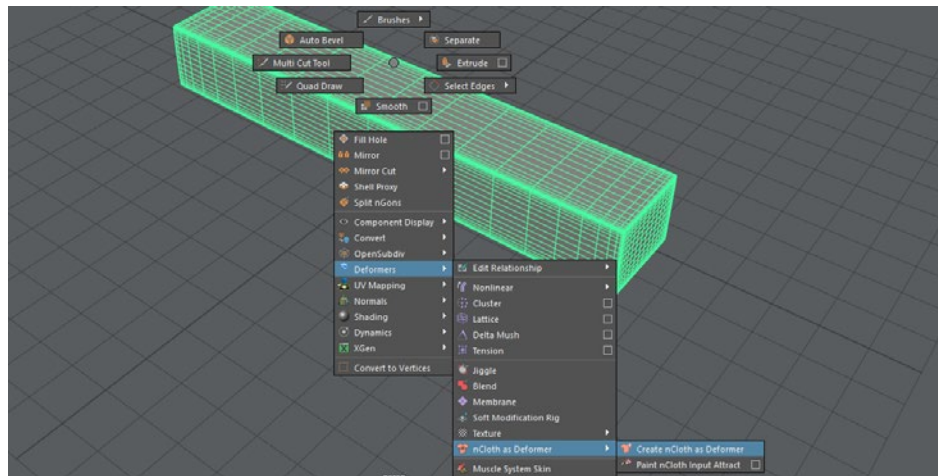 Brushes
Auto Bevel
Separate
Multi Cut Tool
Extrude
Quad Draw
Select Edges
Smooth
Fill Hole
Mirror
Mirror Cut
Shell Proxy
Split nGons
Component Display
Convert
OpenSubdiv
Deformers
UV Mapping
Normals
Shading
Dynamics
XGen
Convert to Vertices
Edit Relationship
Nonlinear
Cluster
Lattice
Delta Mush
Tension
Jiggle
Blend
Membrane
Soft Modification Rig
Texture
nCloth as Deformer
Muscle System Skin
Create nCloth as Deformer
Paint nCloth Input Attract